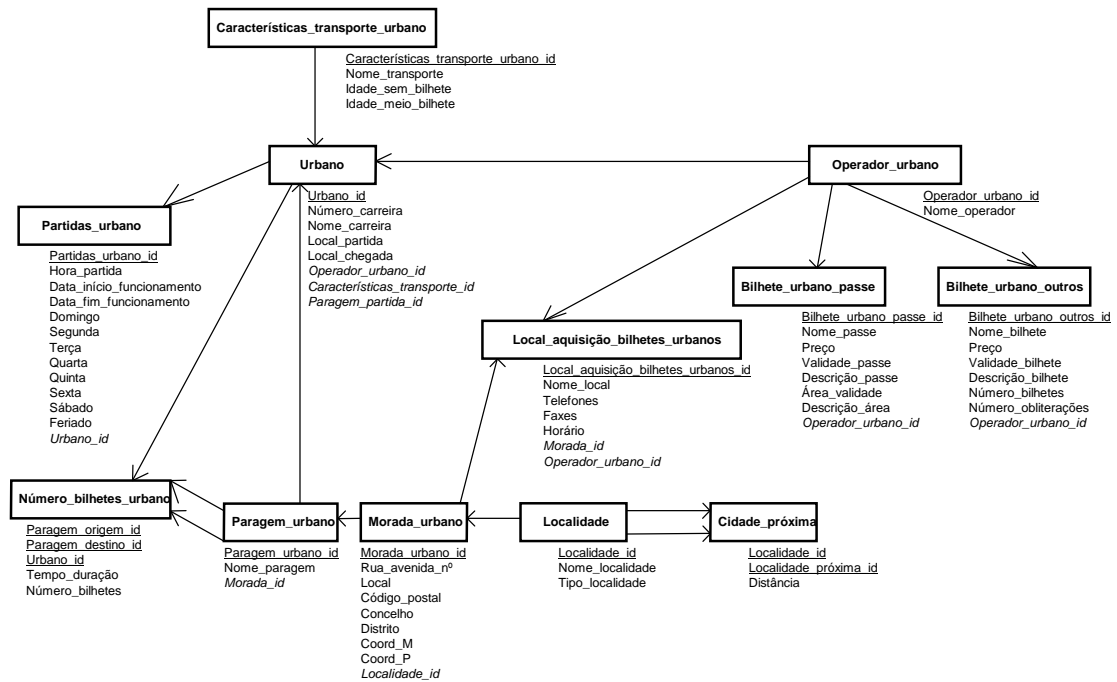 Características_transporte_urbano
Características_transporte_urbano_id
Nome_transporte
Idade_sem_bilhete
Idade_meio_bilhete
Urbano
Urbano_id
Número_carreira
Nome_carreira
Local_partida
Local_chegada
Operador_urbano_id
Características_transporte_id
Paragem_partida_id
Operador_urbano
Operador_urbano_id
Nome_operador
Partidas_urbano
Partidas_urbano_id
Hora_partida
Data_início_funcionamento
Data_fim_funcionamento
Domingo
Segunda
Terça
Quarta
Quinta
Sexta
Sábado
Feriado
Urbano_id
Bilhete_urbano_passe
Bilhete_urbano_passe_id
Nome_passe
Preço
Validade_passe
Descrição_passe
Área_validade
Descrição_área
Operador_urbano_id
Bilhete_urbano_outros
Bilhete_urbano_outros_id
Nome_bilhete
Preço
Validade_bilhete
Descrição_bilhete
Número_bilhetes
Número_obliterações
Operador_urbano_id
Local_aquisição_bilhetes_urbanos
Local_aquisição_bilhetes_urbanos_id
Nome_local
Telefones
Faxes
Horário
Morada_id
Operador_urbano_id
Número_bilhetes_urbano
Paragem_origem_id
Paragem_destino_id
Urbano_id
Tempo_duração
Número_bilhetes
Paragem_urbano
Paragem_urbano_id
Nome_paragem
Morada_id
Morada_urbano
Morada_urbano_id
Rua_avenida_nº
Local
Código_postal
Concelho
Distrito
Coord_M
Coord_P
Localidade_id
Localidade
Localidade_id
Nome_localidade
Tipo_localidade
Cidade_próxima
Localidade_id
Localidade_próxima_id
Distância